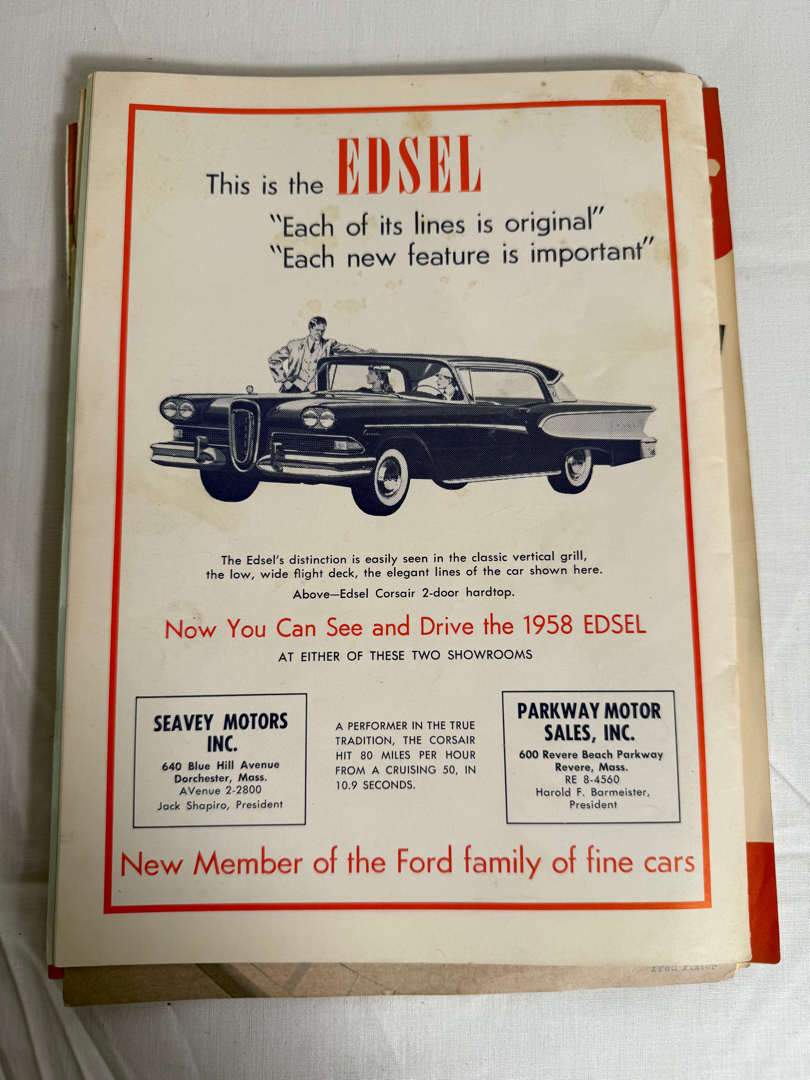 This is the EDSEL
"Each of its lines is original"
"Each new feature is important"
The Edsel's distinction is easily seen in the classic vertical grill,
the low, wide flight deck, the elegant lines of the car shown here.
Above—Edsel Corsair 2-door hardtop.
Now You Can See and Drive the 1958 EDSEL
AT EITHER OF THESE TWO SHOWROOMS
SEAVEY MOTORS
INC.
640 Blue Hill Avenue
Dorchester, Mass.
AVenue 2-2800
Jack Shapiro, President
A PERFORMER IN THE TRUE
TRADITION, THE CORSAIR
HIT 80 MILES PER HOUR
FROM A CRUISING 50, IN
10.9 SECONDS.
PARKWAY MOTOR
SALES, INC.
600 Revere Beach Parkway
Revere, Mass.
RE 8-4560
Harold F. Barmeister,
President
New Member of the Ford family of fine cars